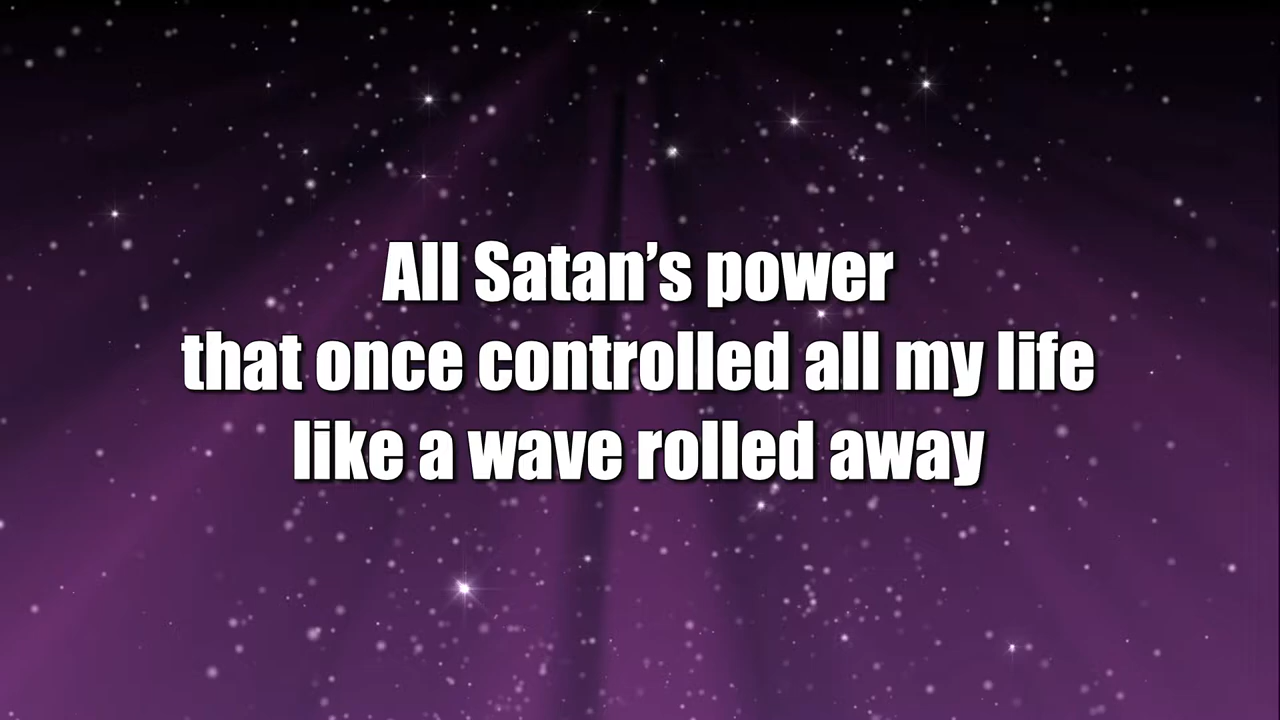 All Satan’s power
that once controlled all my life
like a wave rolled away